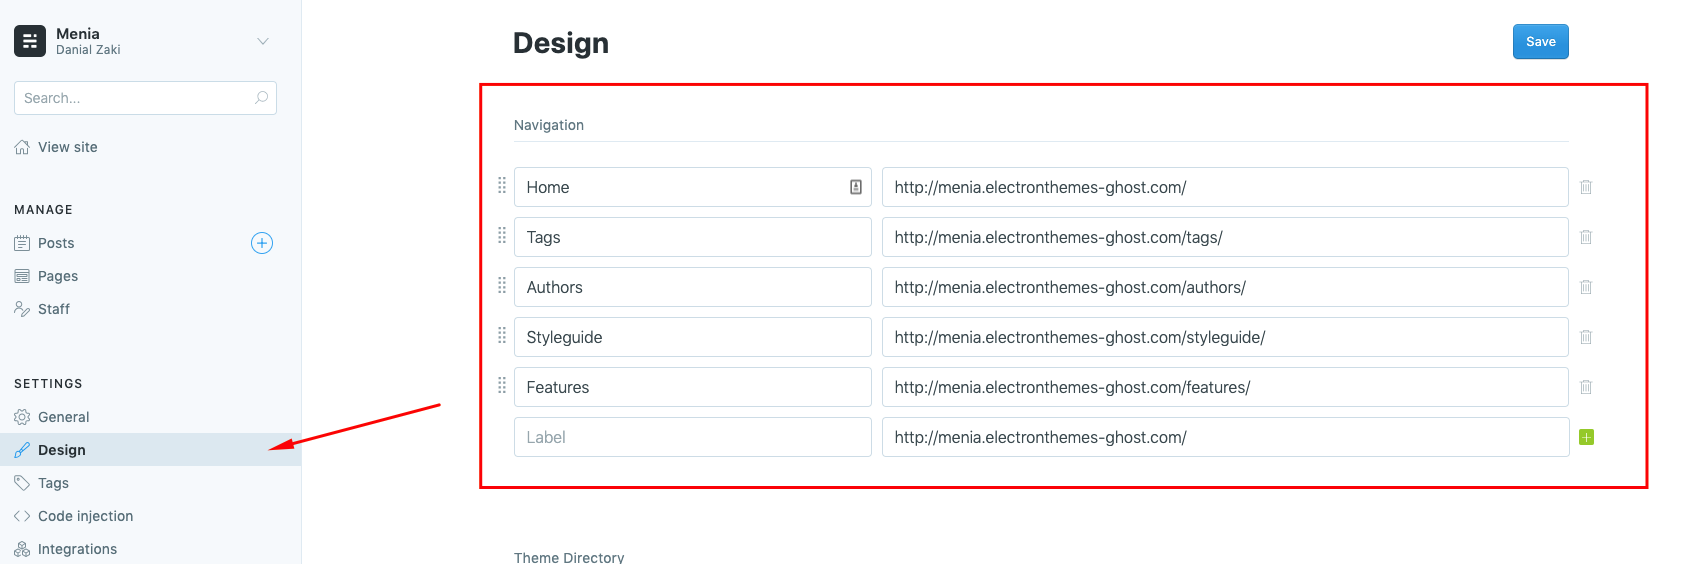 Menia
Danial Zaki
Search...
View site
MANAGE
Posts
Pages
Staff
SETTINGS
General
Design
Tags
Code injection
Integrations
Design
Save
Navigation
Home
http://menia.electronthemes-ghost.com/
Tags
http://menia.electronthemes-ghost.com/tags/
Authors
http://menia.electronthemes-ghost.com/authors/
Styleguide
http://menia.electronthemes-ghost.com/styleguide/
Features
http://menia.electronthemes-ghost.com/features/
Label
http://menia.electronthemes-ghost.com/
Theme Directory